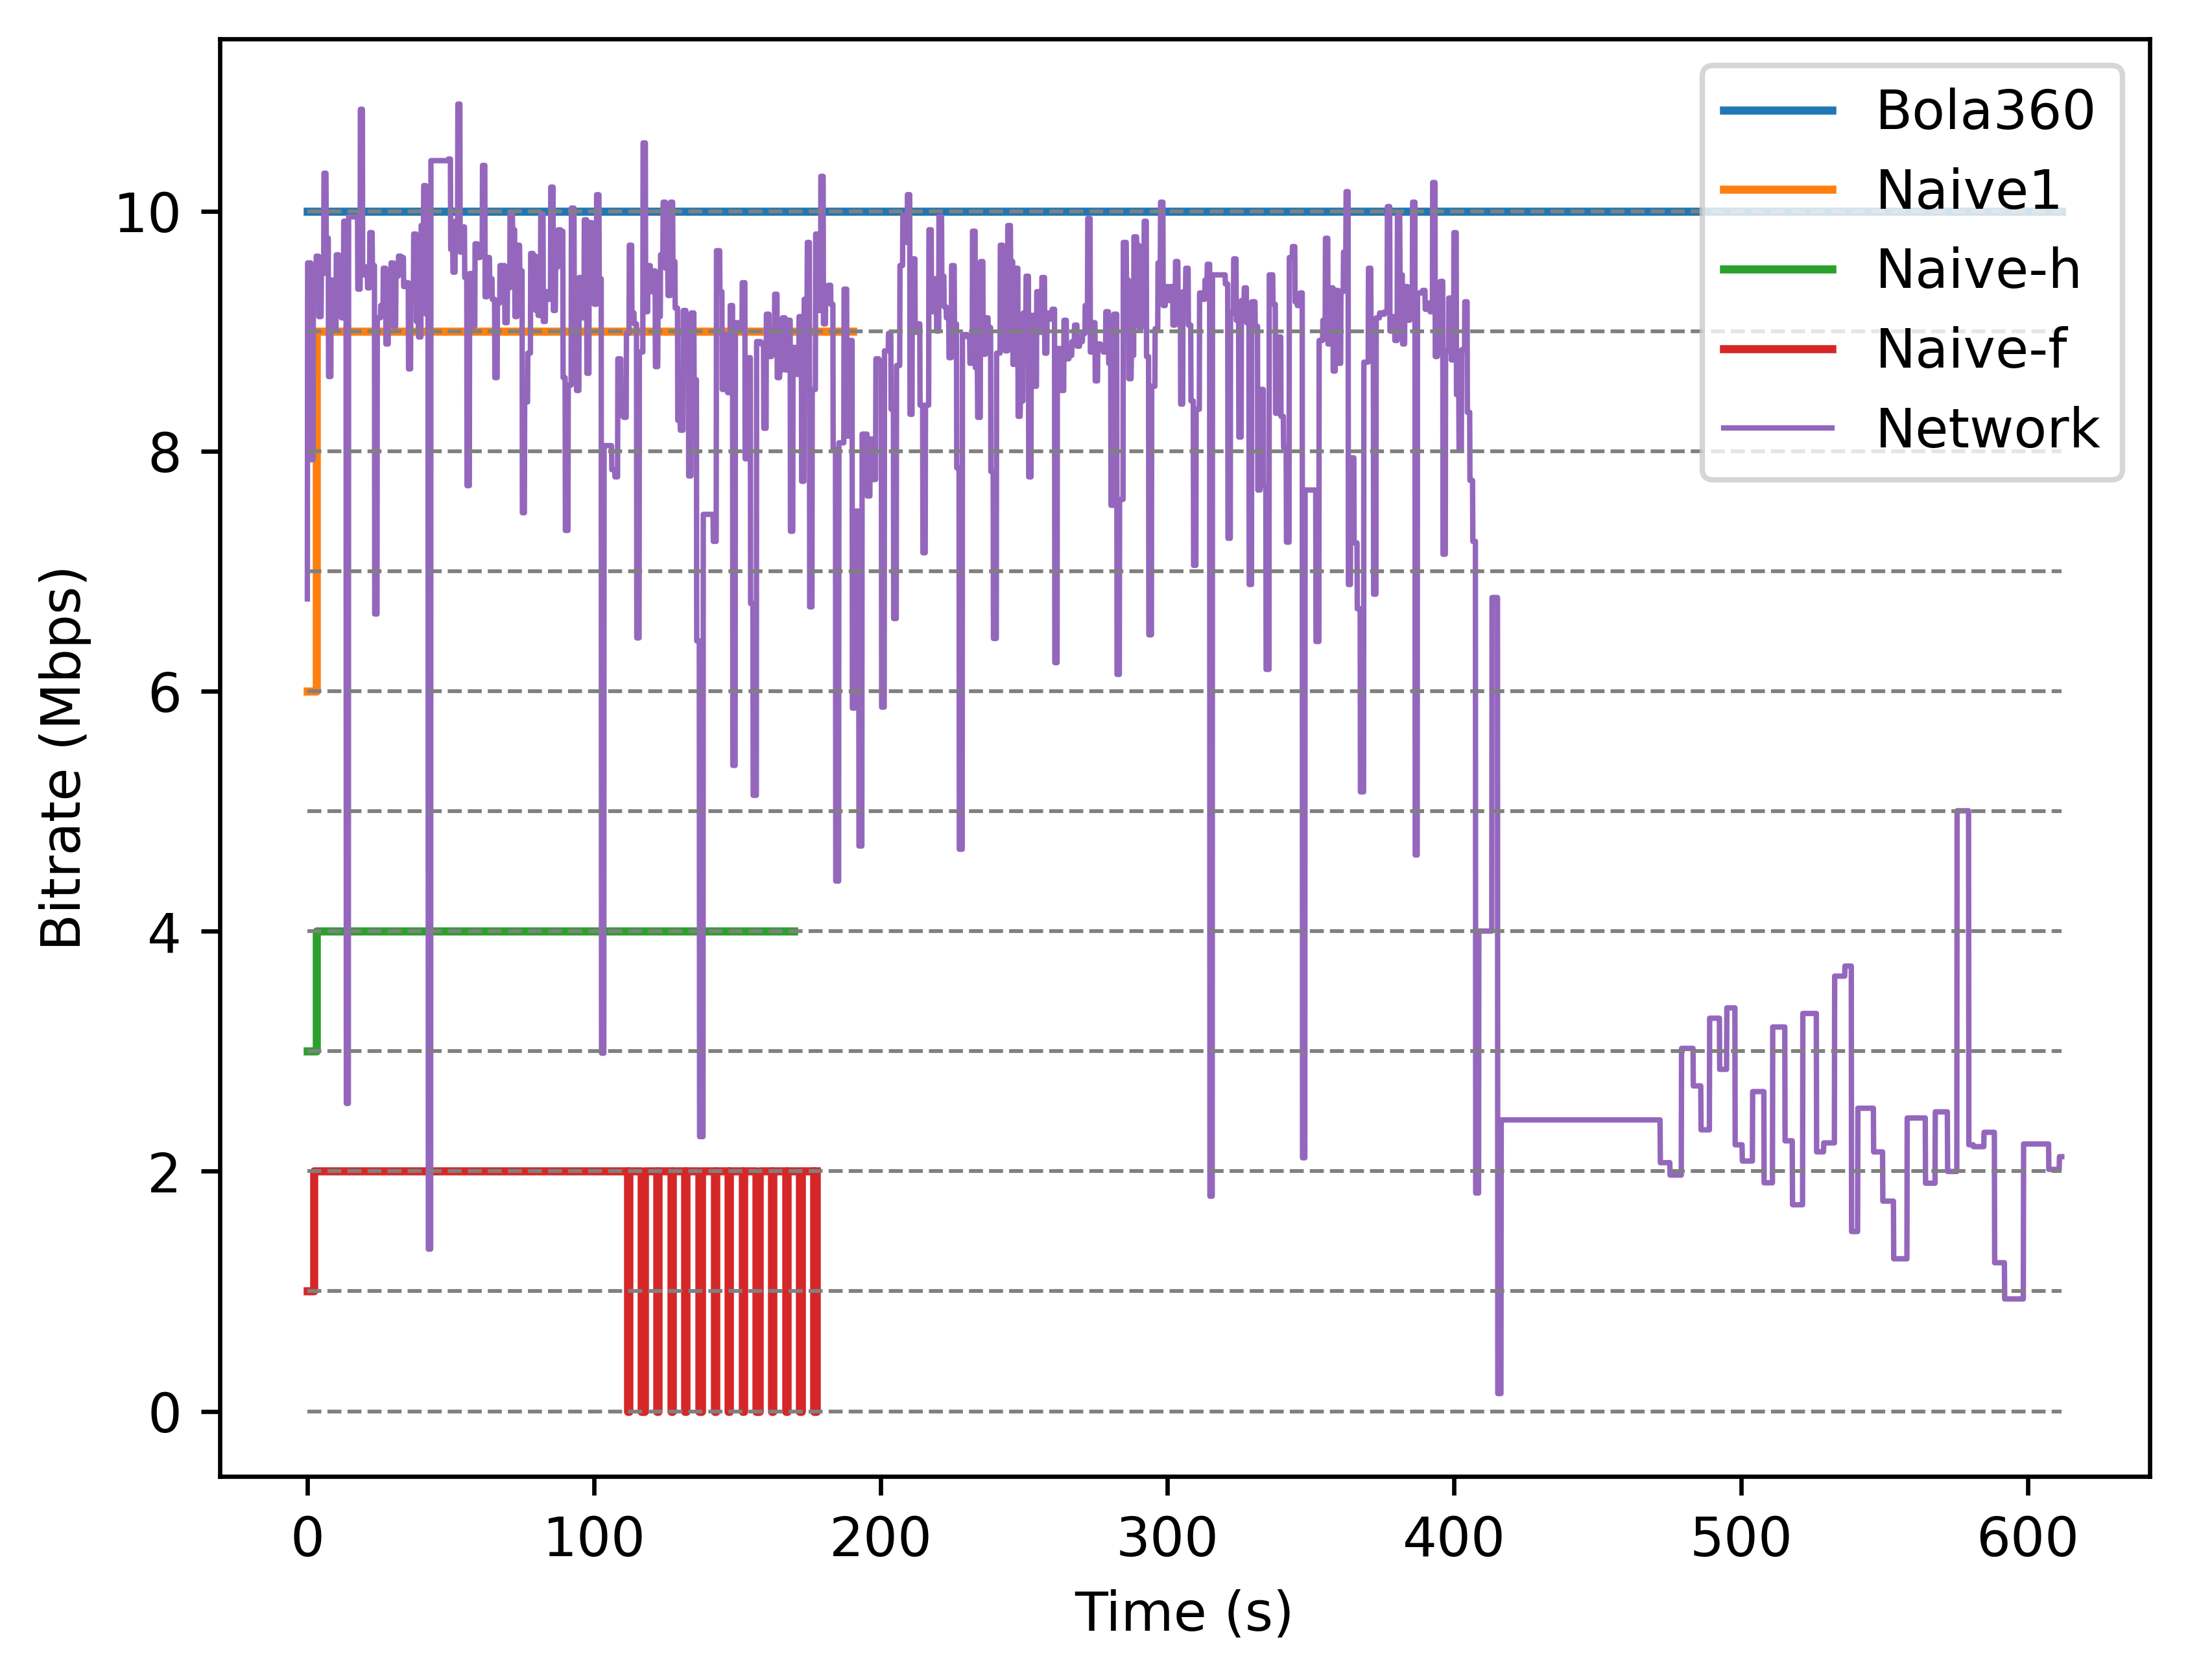 Bola360
Naive1
Naive-h
Naive-f
Network
10
8
6
4
2
0
Bitrate (Mbps)
0 100 200 300 400 500 600
Time (s)